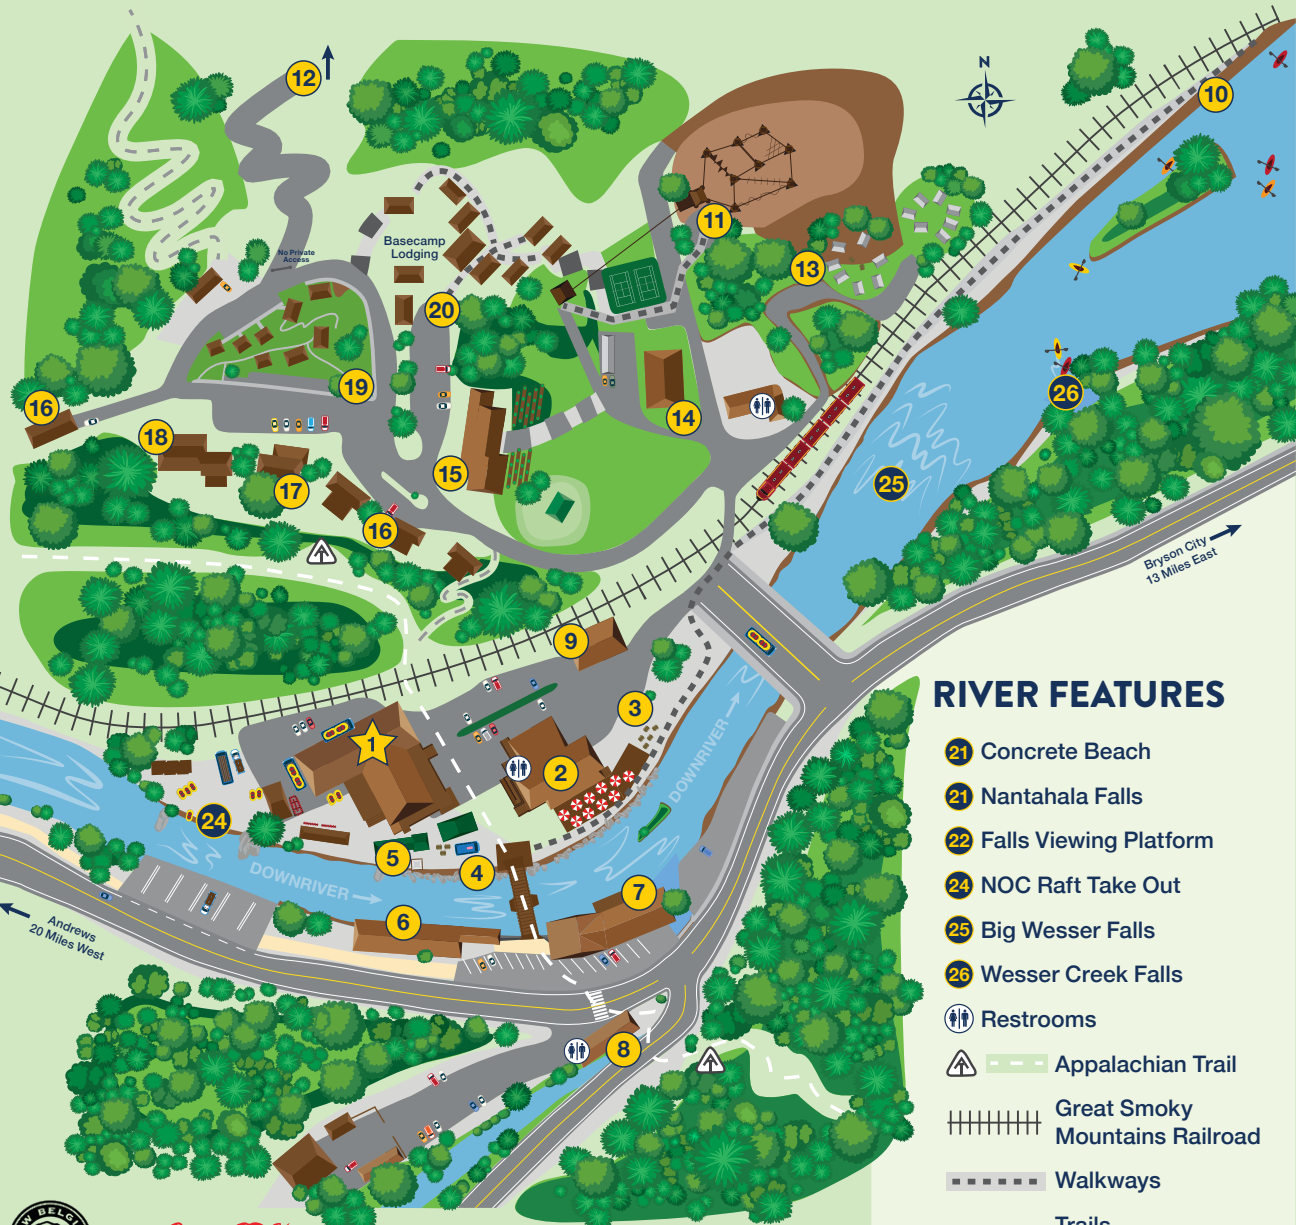 12
N
10
11
Basecamp
Lodging
No Private
Access
13
20
19
26
16
14
18
15
25
17
16
Bryson City
13 Miles East
9
RIVER FEATURES
3
1
2
DOWNRIVER
21 Concrete Beach
21 Nantahala Falls
24
22 Falls Viewing Platform
5
4
DOWNRIVER
24 NOC Raft Take Out
7
6
25 Big Wesser Falls
Andrews
20 Miles West
26 Wesser Creek Falls
Restrooms
8
Appalachian Trail
Great Smoky
Mountains Railroad
Walkways
Trails